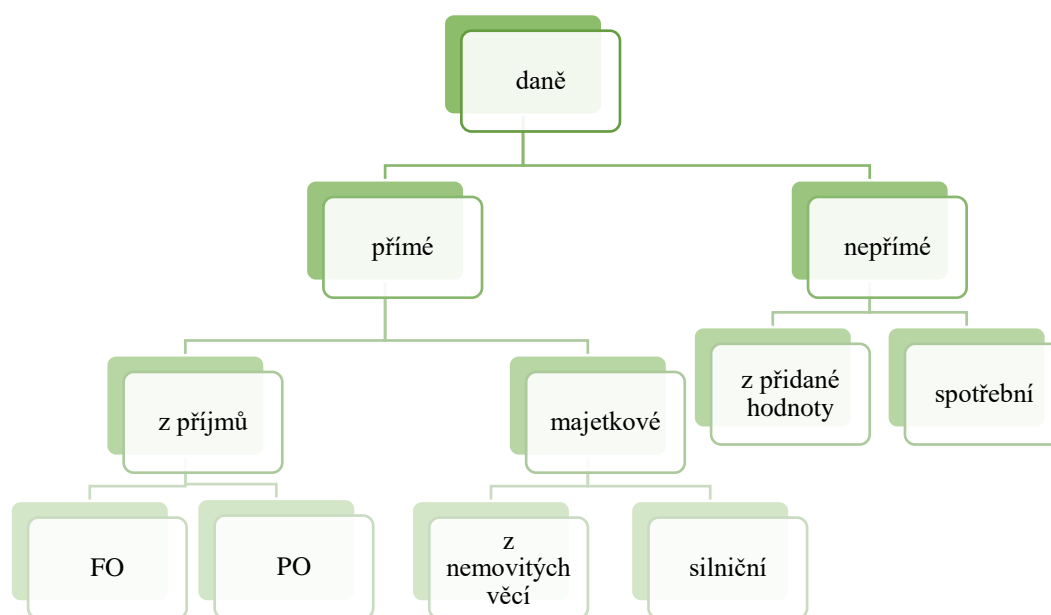 daně
přímé
nepřímé
z příjmů
majetkové
z přidané
hodnoty
spotřební
FO
PO
z
nemovitých
věcí
silniční